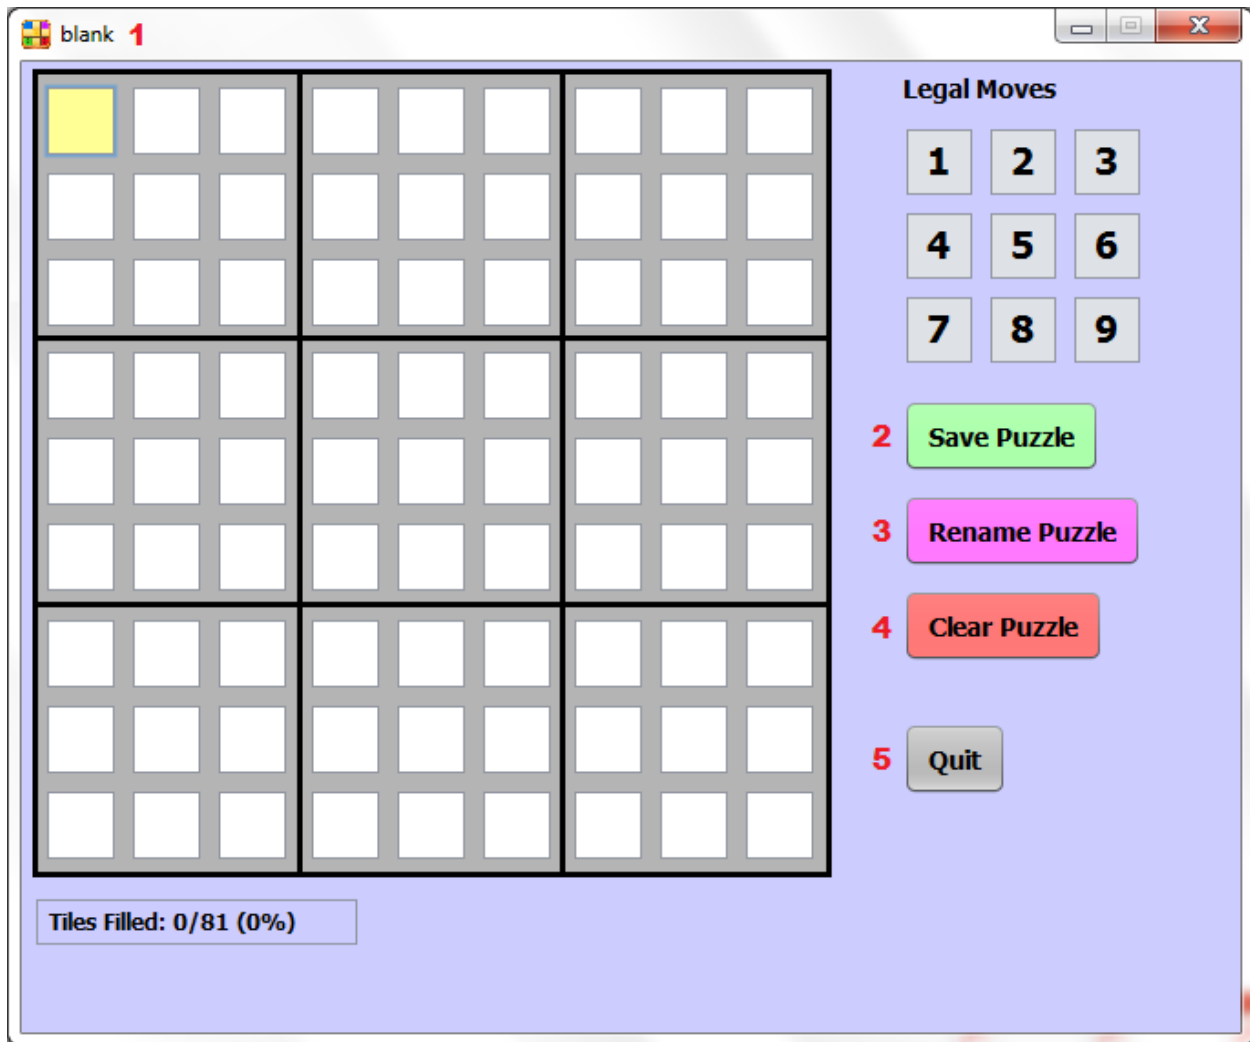 blank 1
Legal Moves
1 2 3
4 5 6
7 8 9
2 Save Puzzle
3 Rename Puzzle
4 Clear Puzzle
5 Quit
Tiles Filled: 0/81 (0%)